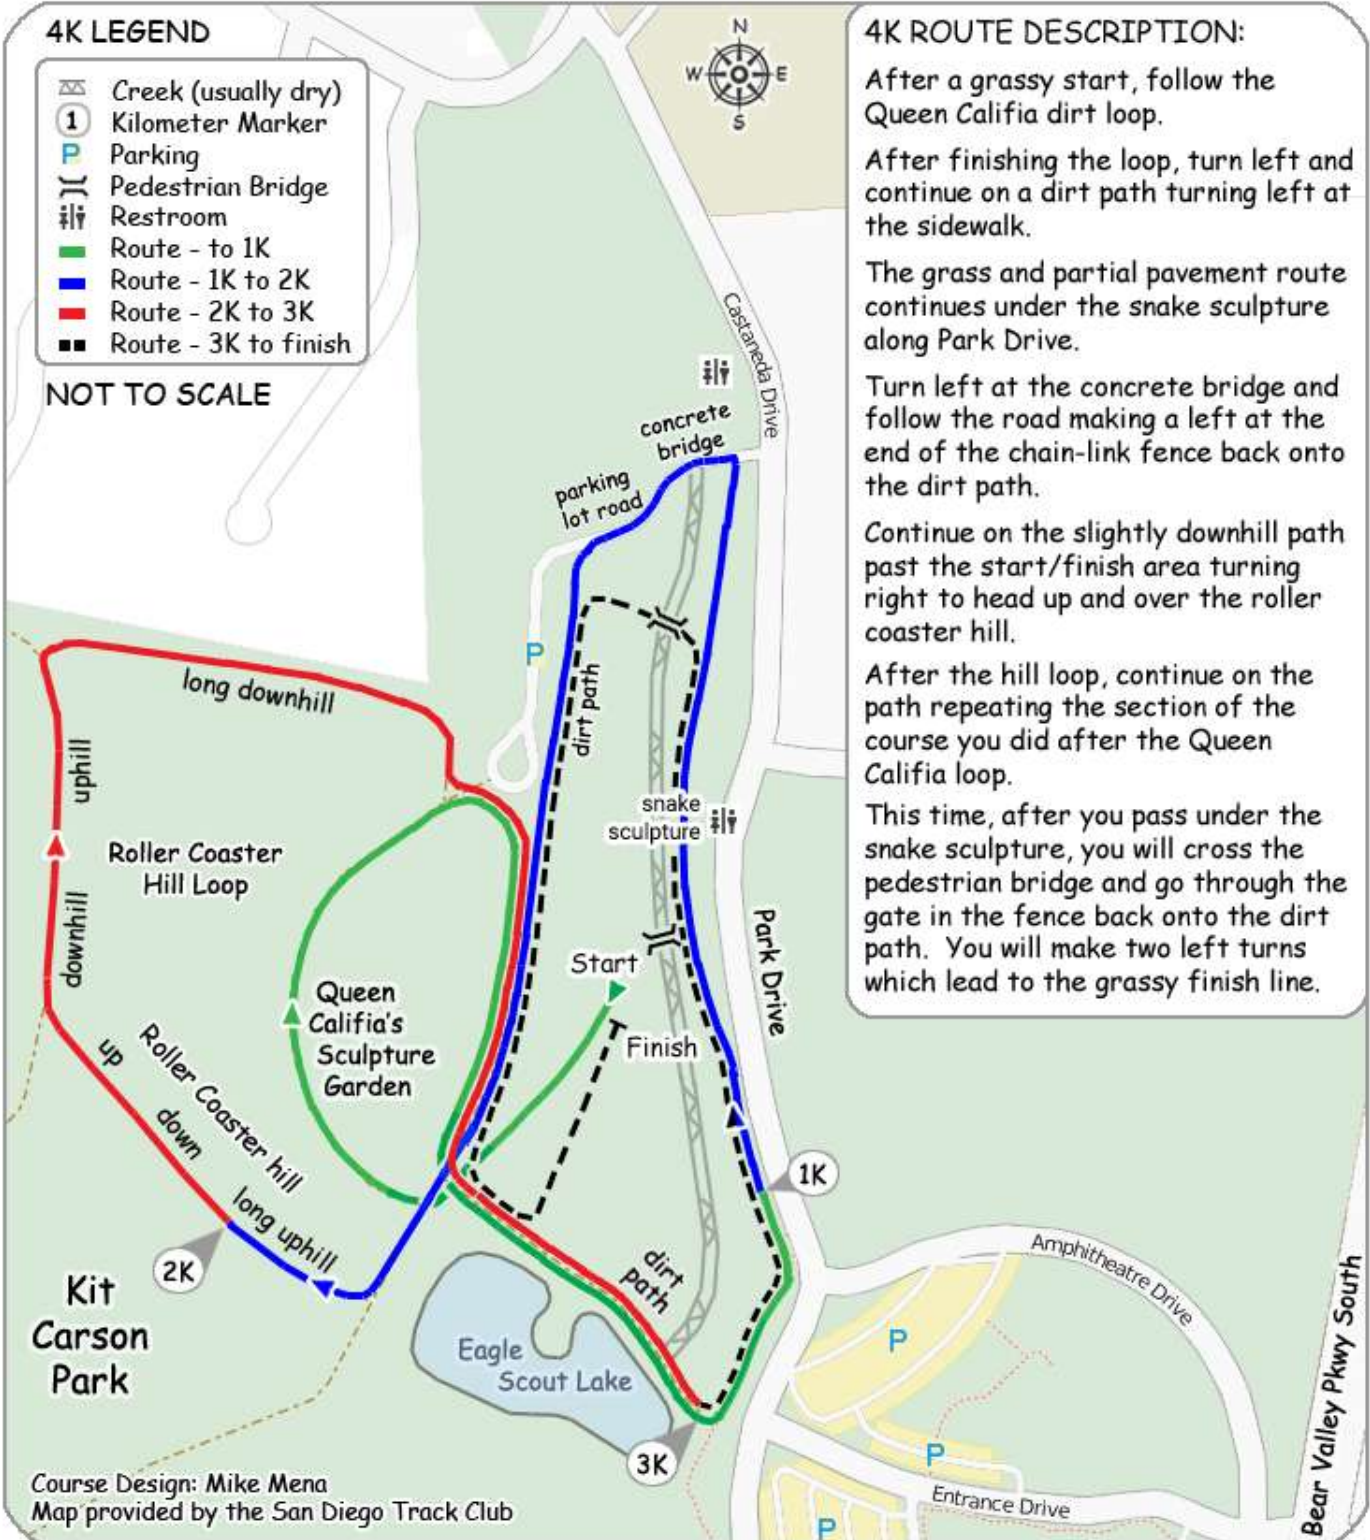 4K LEGEND
Creek (usually dry)
1 Kilometer Marker
P Parking
Pedestrian Bridge
Restroom
Route - to 1K
Route - 1K to 2K
Route - 2K to 3K
Route - 3K to finish
NOT TO SCALE
N
W E
S
4K ROUTE DESCRIPTION:
After a grassy start, follow the
Queen Califia dirt loop.
After finishing the loop, turn left and
continue on a dirt path turning left at
the sidewalk.
The grass and partial pavement route
continues under the snake sculpture
along Park Drive.
Turn left at the concrete bridge and
follow the road making a left at the
end of the chain-link fence back onto
the dirt path.
Continue on the slightly downhill path
past the start/finish area turning
right to head up and over the roller
coaster hill.
After the hill loop, continue on the
path repeating the section of the
course you did after the Queen
Califia loop.
This time, after you pass under the
snake sculpture, you will cross the
pedestrian bridge and go through the
gate in the fence back onto the dirt
path. You will make two left turns
which lead to the grassy finish line.
Castaneda Drive
concrete
bridge
parking
lot road
P
dirt path
long downhill
uphill
snake
sculpture
Roller Coaster
Hill Loop
downhill
Park Drive
Start
Queen
Califia's
Sculpture
Garden
Finish
up
Roller Coaster hill
down
1K
long uphill
2K
dirt
path
Amphitheatre Drive
Kit
Carson
Park
Eagle
Scout Lake
P
Bear Valley Pkwy South
3K
P
Entrance Drive
P
Course Design: Mike Mena
Map provided by the San Diego Track Club